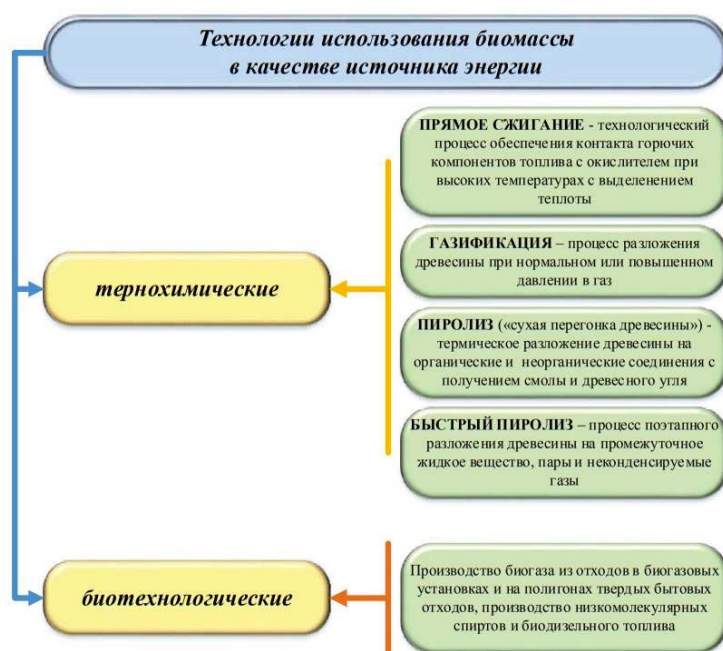 Технологии использования биомассы
в качестве источника энергии
ПРЯМОЕ СЖИГАНИЕ - технологический
процесс обеспечения контакта горючих
компонентов топлива с окислителем при
высоких температурах с выделенением
теплоты
ГАЗИФИКАЦИЯ – процесс разложения
древесины при нормальном или повышенном
давлении в газ
тернохимические
ПИРОЛИЗ («сухая перегонка древесины») -
термическое разложение древесины на
органические и неорганические соединения с
получением смолы и древесного угля
БЫСТРЫЙ ПИРОЛИЗ – процесс поэтапного
разложения древесины на промежуточное
жидкое вещество, пары и неконденсируемые
газы
биотехнологические
Производство биогаза из отходов в биогазовых
установках и на полигонах твердых бытовых
отходов, производство низкомолекулярных
спиртов и биодизельного топлива